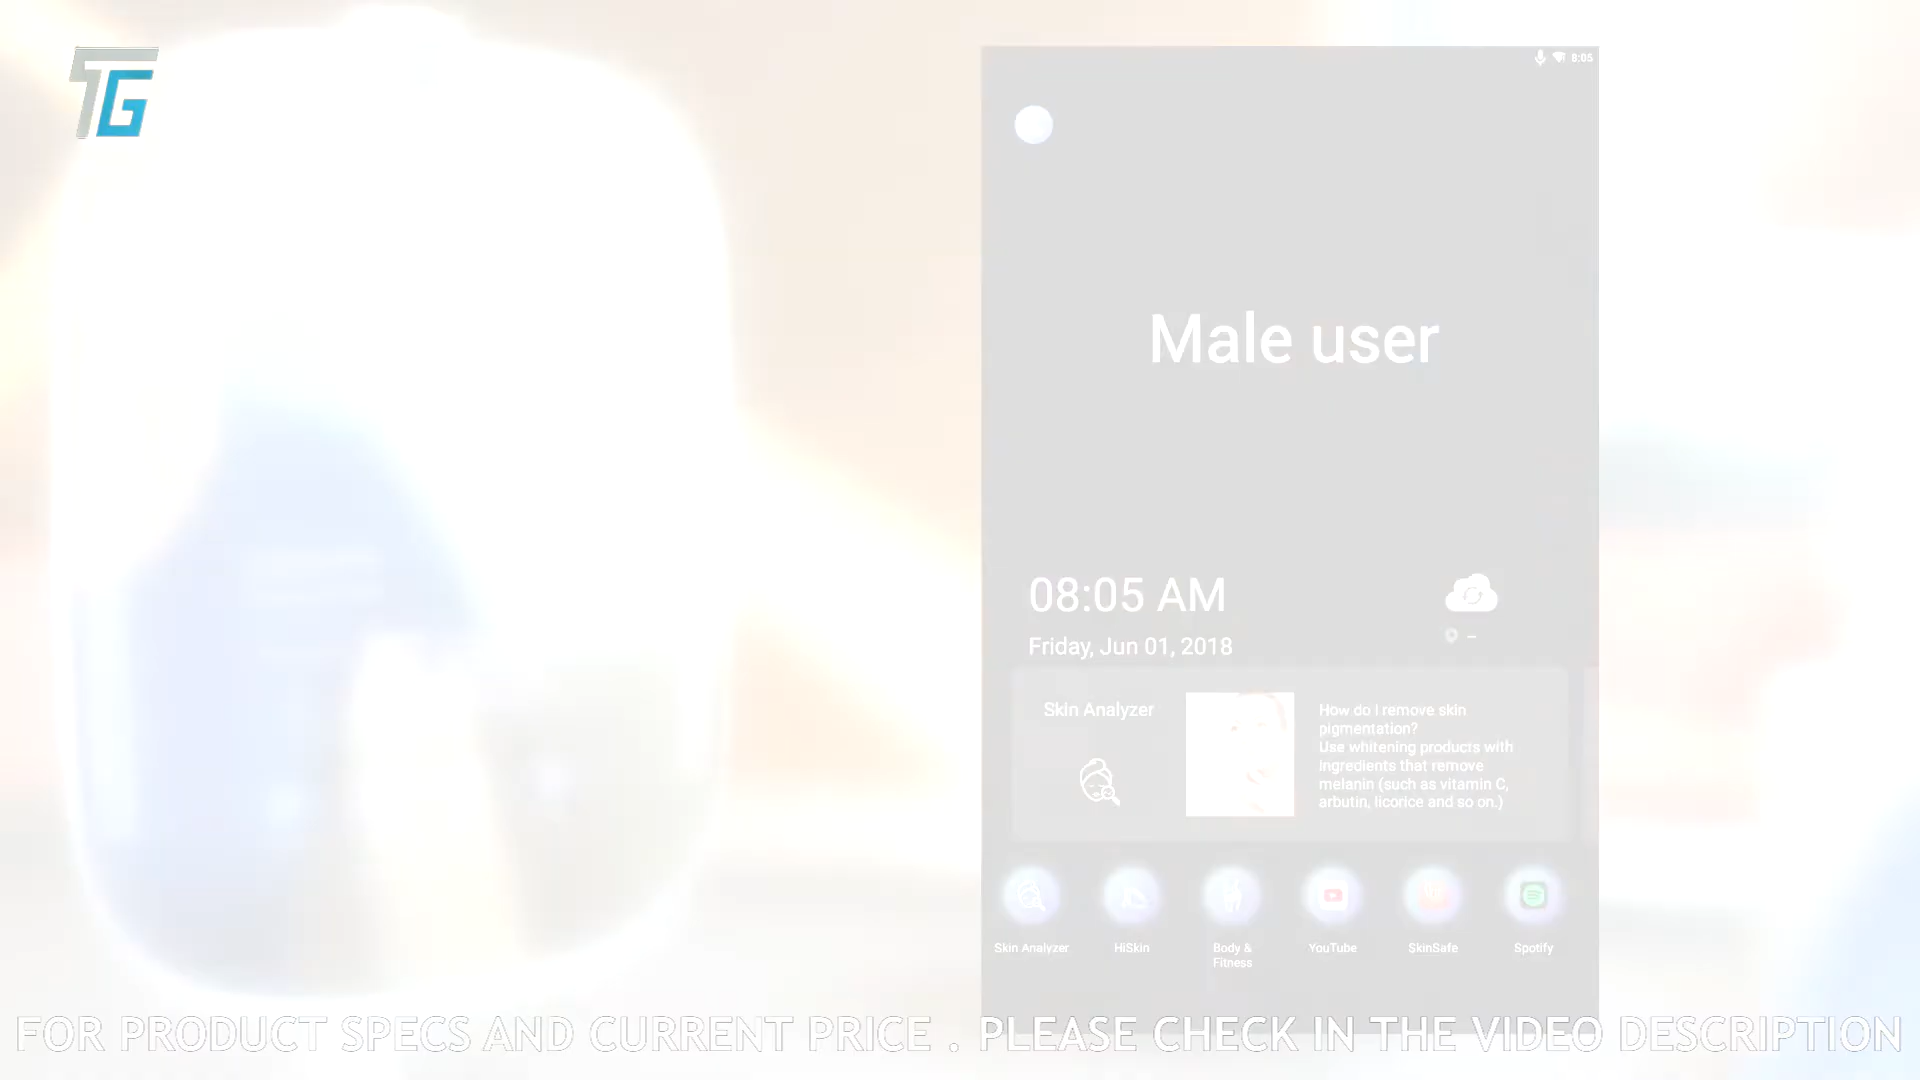 TG
8:05
Male user
08:05 AM
Friday, Jun 01, 2018
–
Skin Analyzer
How do I remove skin
pigmentation?
Use whitening products with
ingredients that remove
melanin (such as vitamin C,
arbutin, licorice and so on.)
Skin Analyzer
HiSkin
Body &
Fitness
YouTube
SkinSafe
Spotify
FOR PRODUCT SPECS AND CURRENT PRICE . PLEASE CHECK IN THE VIDEO DESCRIPTION